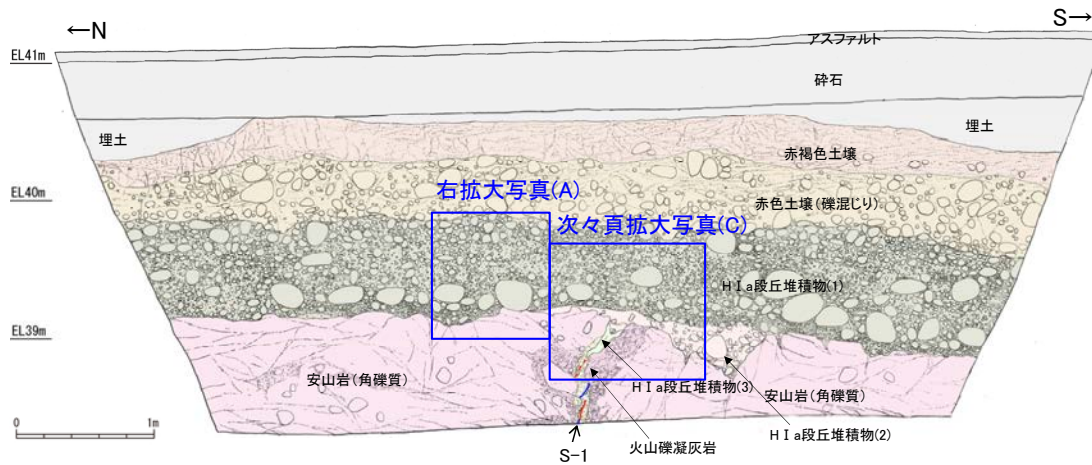 ←N
S→
EL41m
アスファルト
砕石
埋土
埋土
赤褐色土壌
EL40m
右拡大写真(A)
赤色土壌(礫混じり)
次々頁拡大写真(C)
HⅠa段丘堆積物(1)
EL39m
安山岩(角礫質)
HⅠa段丘堆積物(3)
安山岩(角礫質)
0
1m
火山礫凝灰岩
HⅠa段丘堆積物(2)
S-1